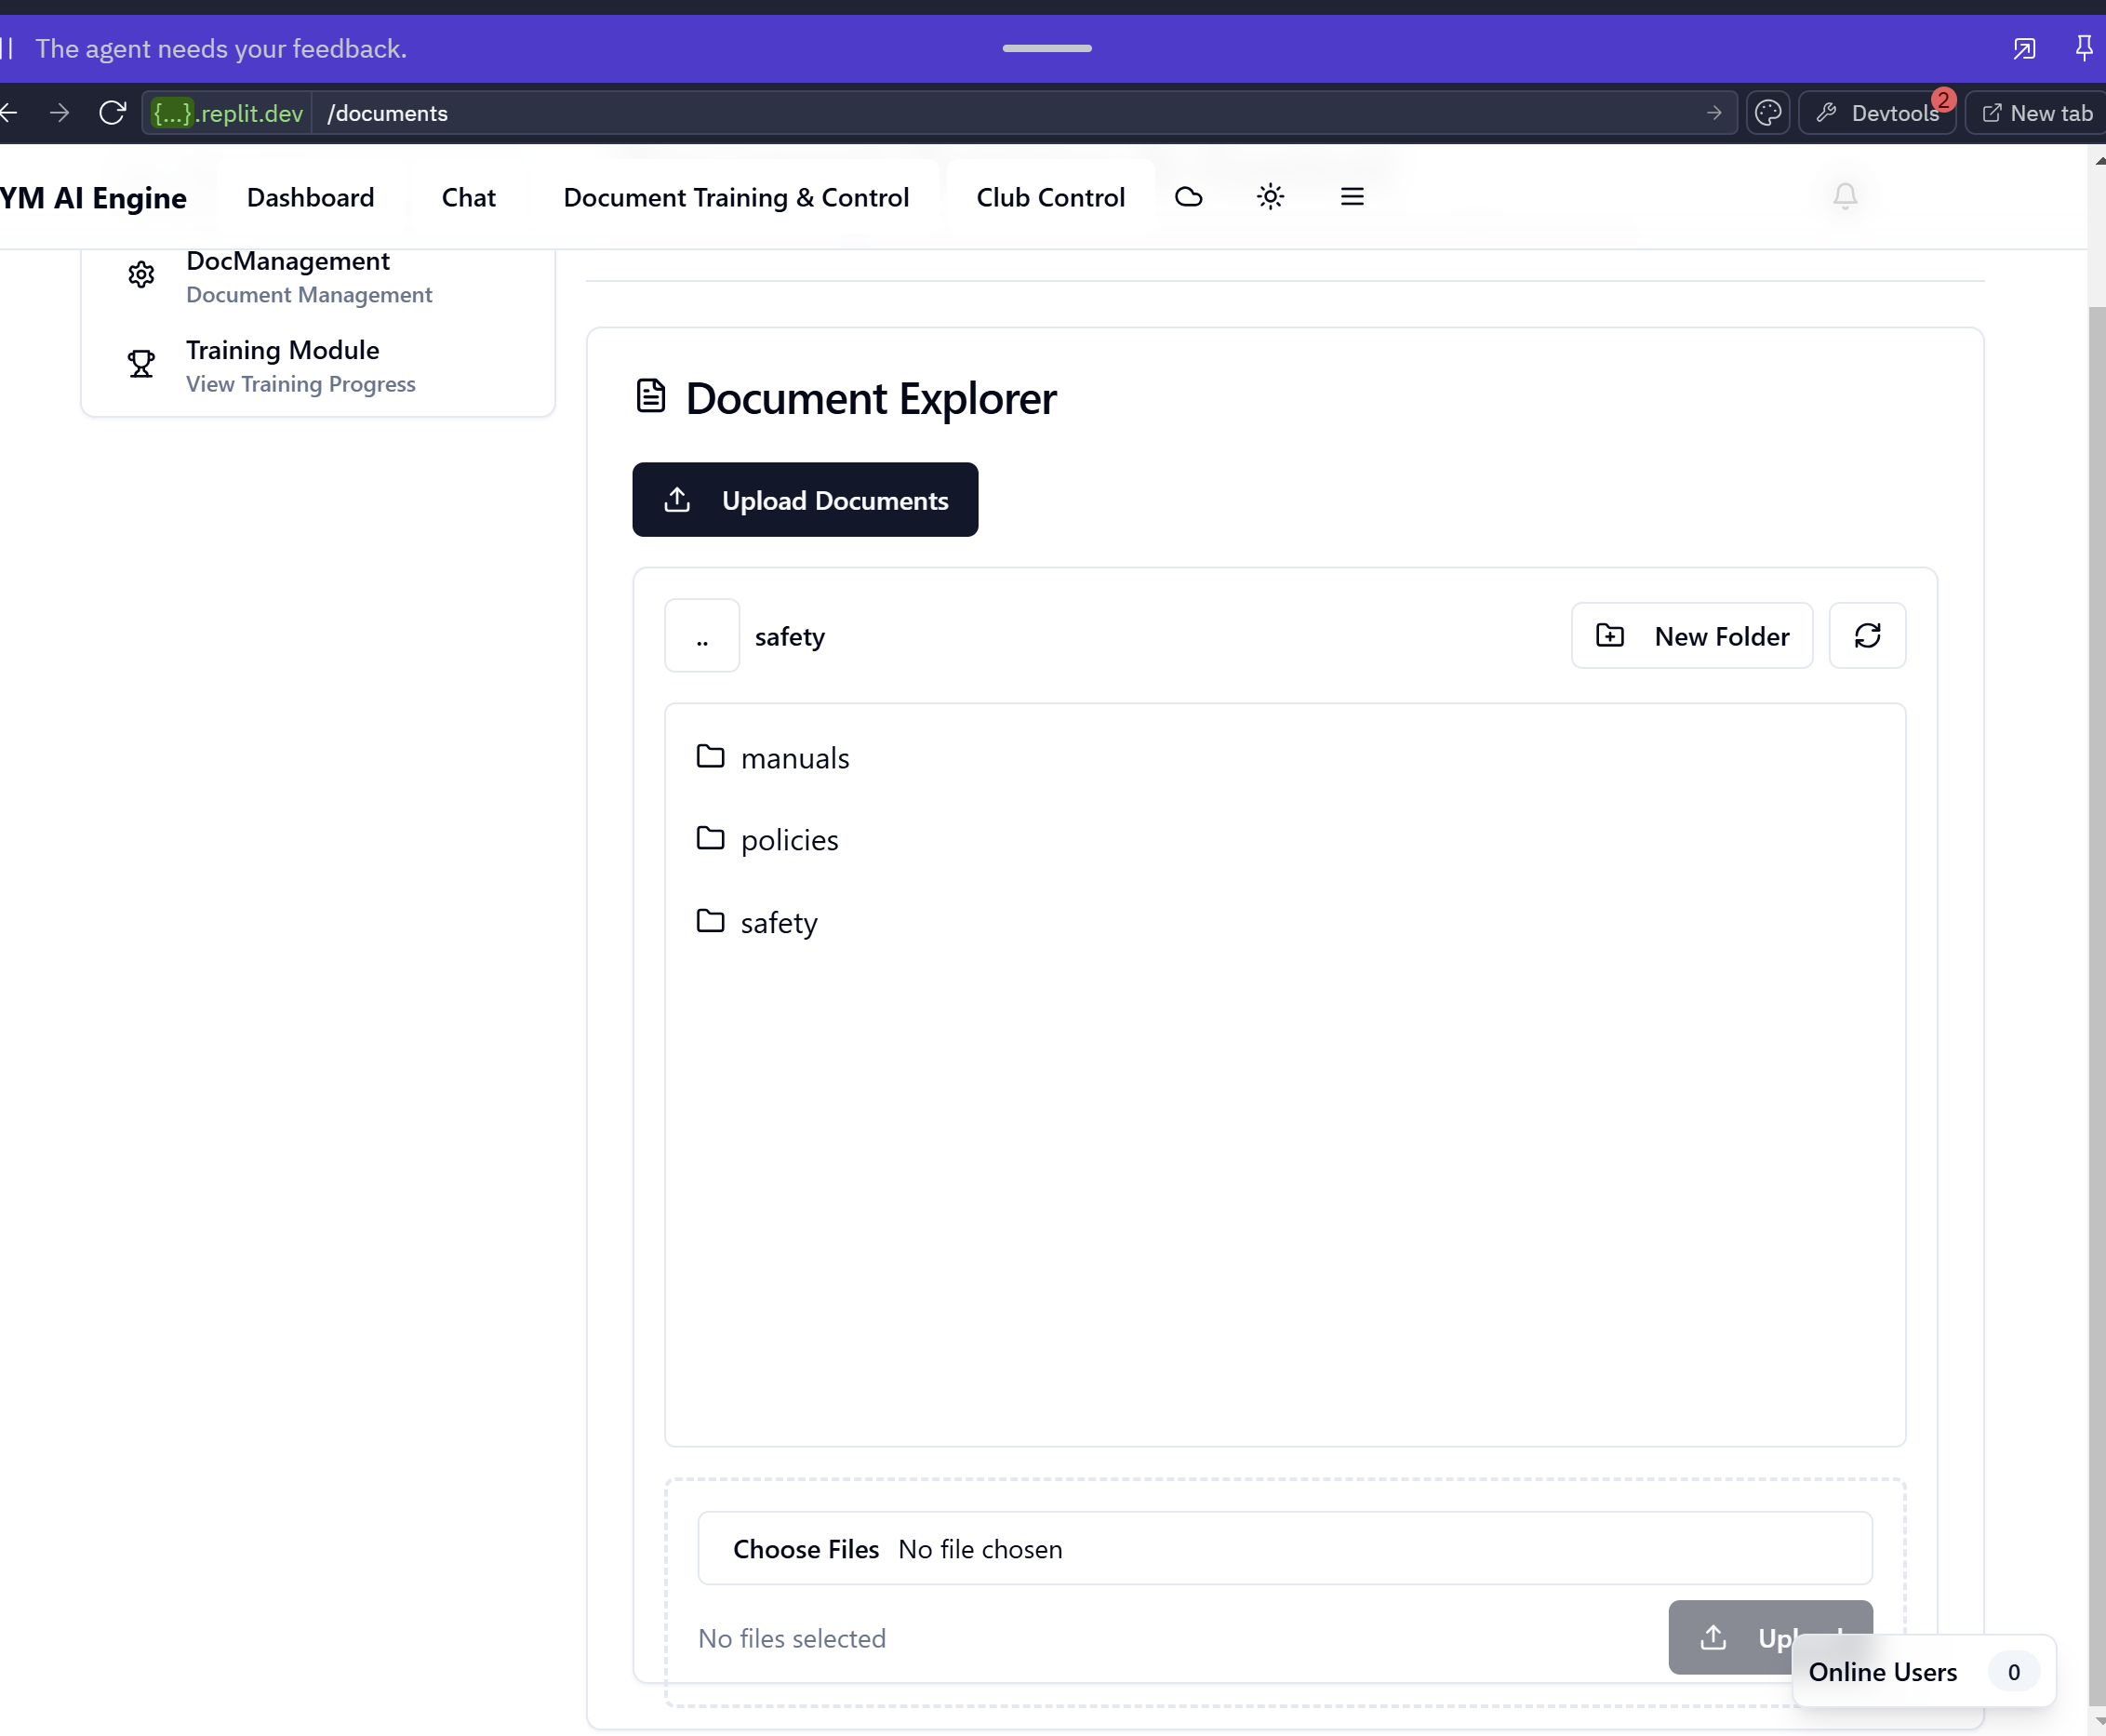 The agent needs your feedback.
{...}.replit.dev /documents
Devtools 2
New tab
YM AI Engine Dashboard Chat Document Training & Control Club Control
DocManagement
Document Management
Training Module
View Training Progress
Document Explorer
Upload Documents
.. safety New Folder
manuals
policies
safety
Choose Files No file chosen
No files selected
Online Users 0